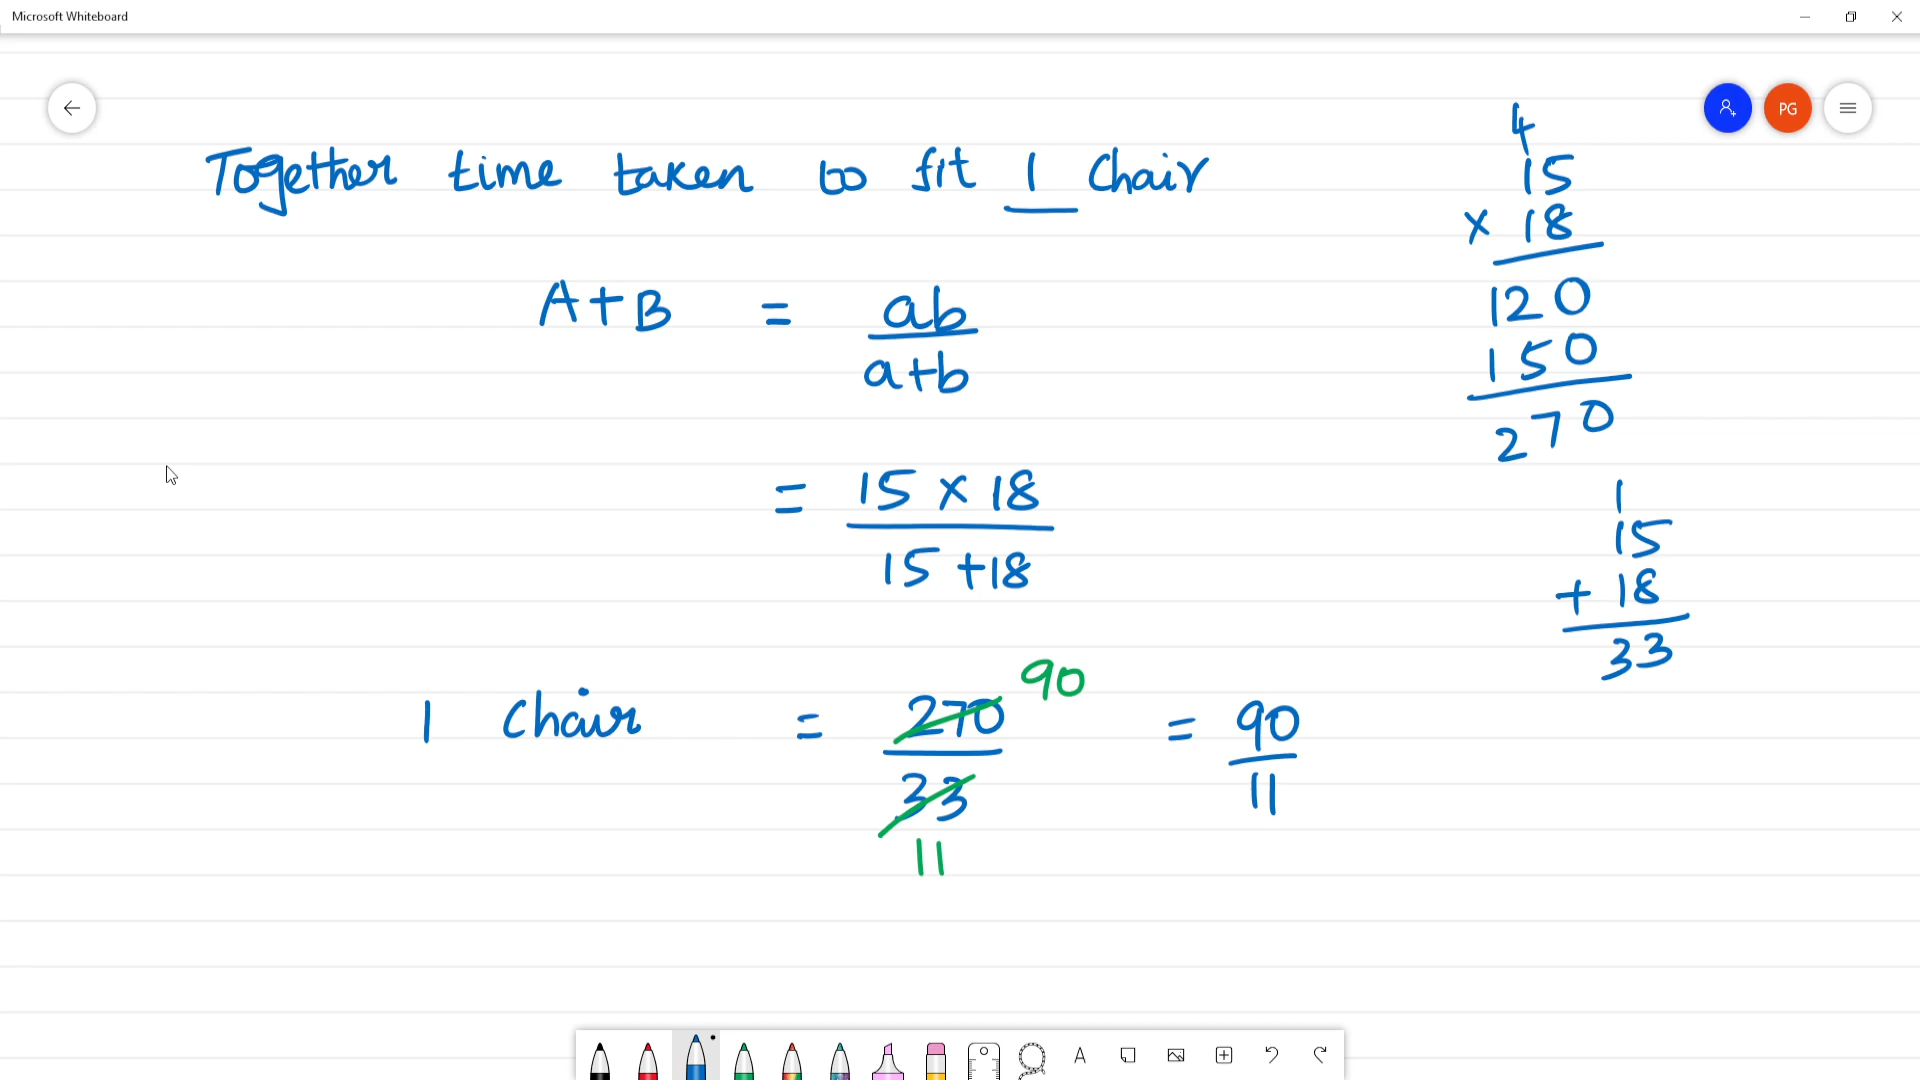 Microsoft Whiteboard
PG
Together time taken to fit 1 Chair
A+B = ab
a+b
= 15 × 18
15 +18
1 Chair = 270 90 = 90
33 11
11
4
15
× 18
120
150
270
1
15
+ 18
33
A